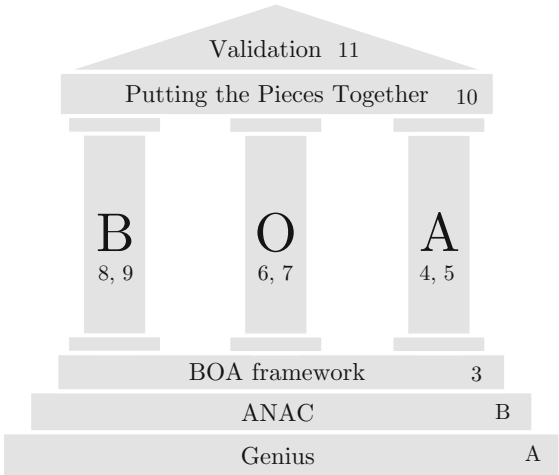 Validation 11
Putting the Pieces Together 10
B O A
8, 9 6, 7 4, 5
BOA framework 3
ANAC B
Genius A